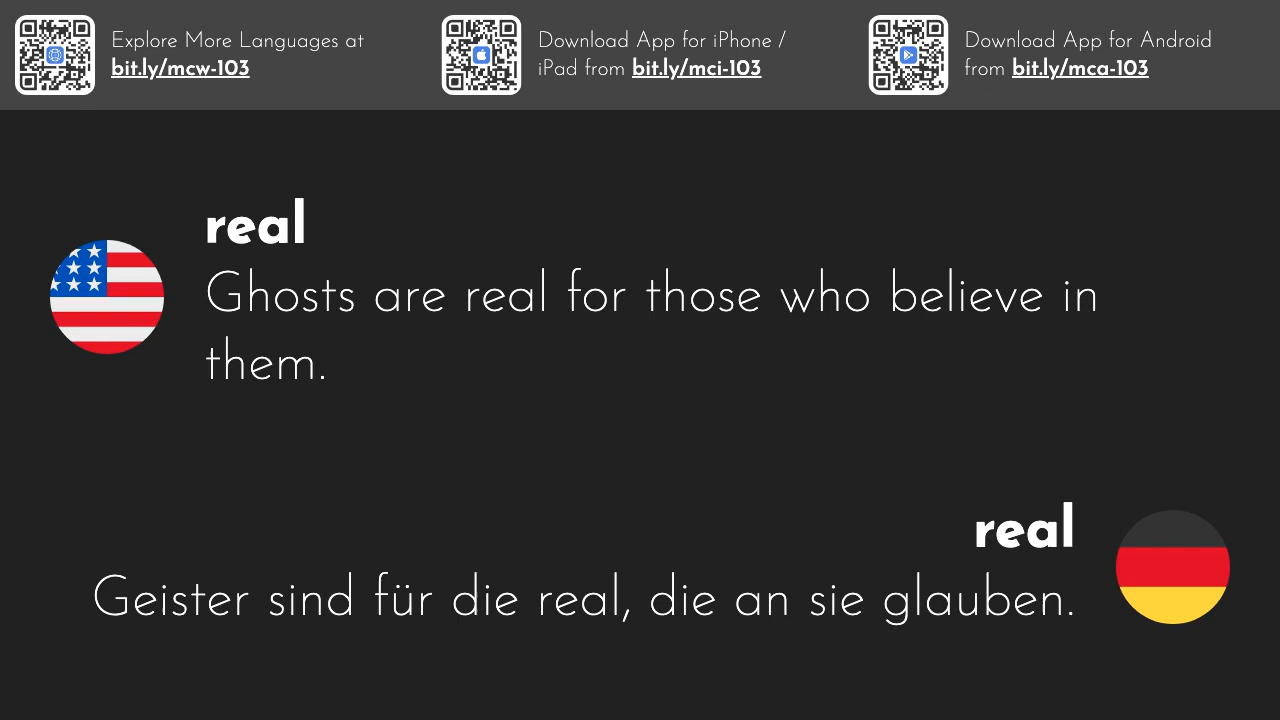 Explore More Languages at
bit.ly/mcw-103
Download App for iPhone /
iPad from bit.ly/mci-103
Download App for Android
from bit.ly/mca-103
real
Ghosts are real for those who believe in
them.
real
Geister sind für die real, die an sie glauben.